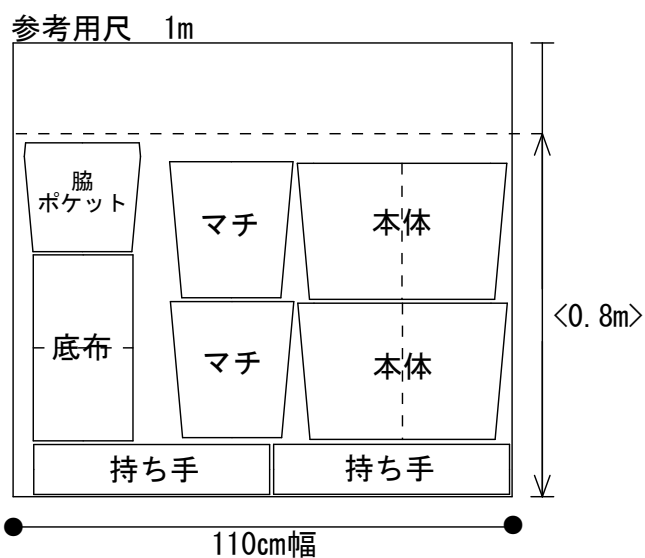 参考用尺　1m
脇
ポケット
マチ
本体
<0.8m>
底布
マチ
本体
持ち手
持ち手
110cm幅